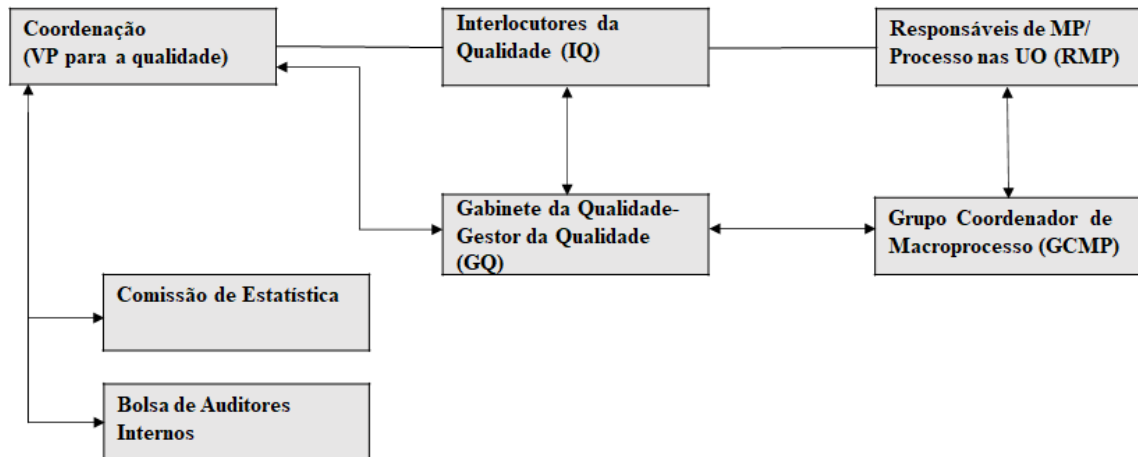 Coordenação
(VP para a qualidade)
Interlocutores da
Qualidade (IQ)
Responsáveis de MP/
Processo nas UO (RMP)
Gabinete da Qualidade-
Gestor da Qualidade
(GQ)
Grupo Coordenador de
Macroprocesso (GCMP)
Comissão de Estatística
Bolsa de Auditores
Internos